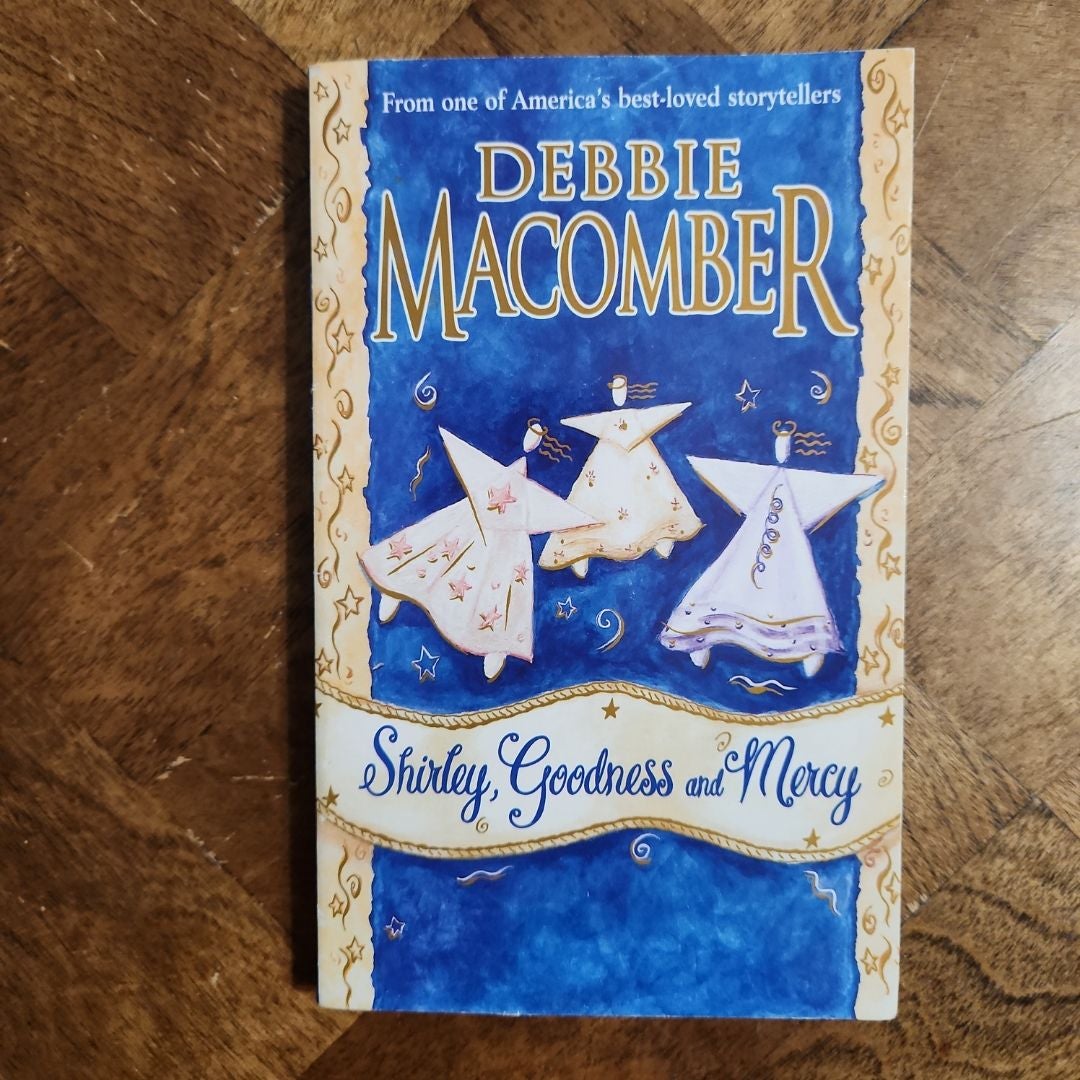 From one of America's best-loved storytellers
DEBBIE
MACOMBER
Shirley, Goodness and Mercy